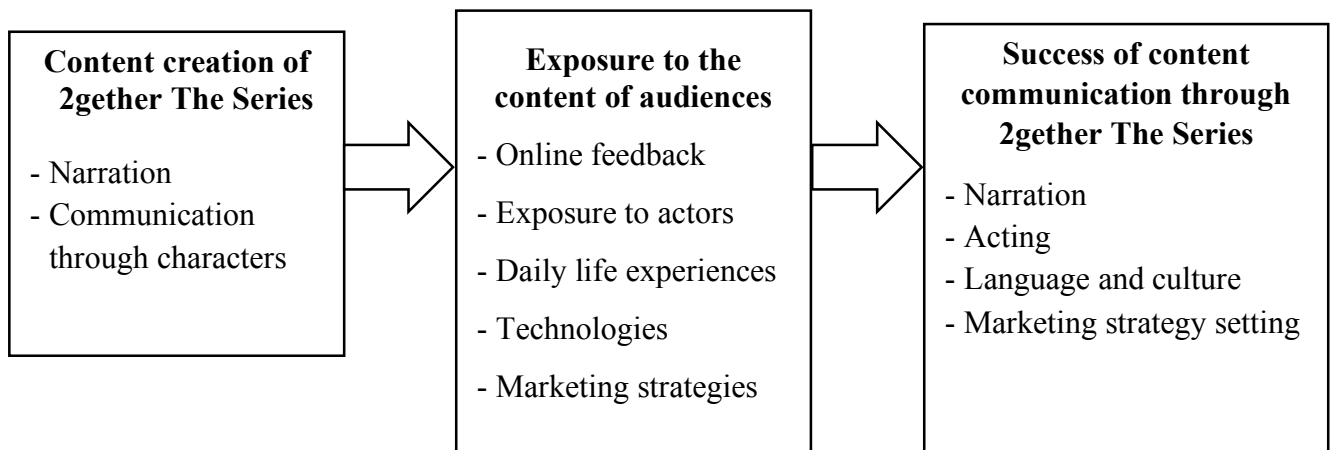 Content creation of
2gether The Series
- Narration
- Communication
through characters
Exposure to the
content of audiences
- Online feedback
- Exposure to actors
- Daily life experiences
- Technologies
- Marketing strategies
Success of content
communication through
2gether The Series
- Narration
- Acting
- Language and culture
- Marketing strategy setting